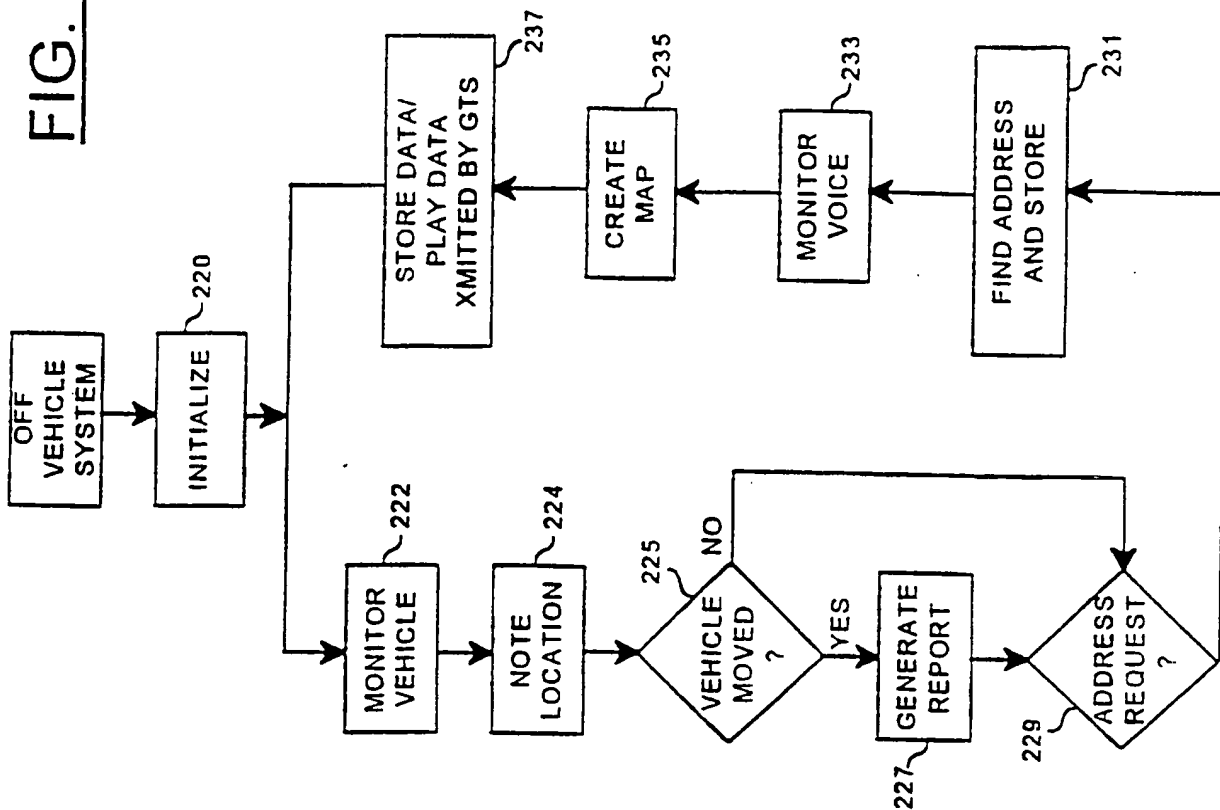 FIG.
OFF
VEHICLE
SYSTEM
INITIALIZE
220
MONITOR
VEHICLE
222
NOTE
LOCATION
224
VEHICLE
MOVED
?
225
NO
YES
GENERATE
REPORT
227
ADDRESS
REQUEST
?
229
FIND ADDRESS
AND STORE
231
MONITOR
VOICE
233
CREATE
MAP
235
STORE DATA/
PLAY DATA
XMITTED BY GTS
237